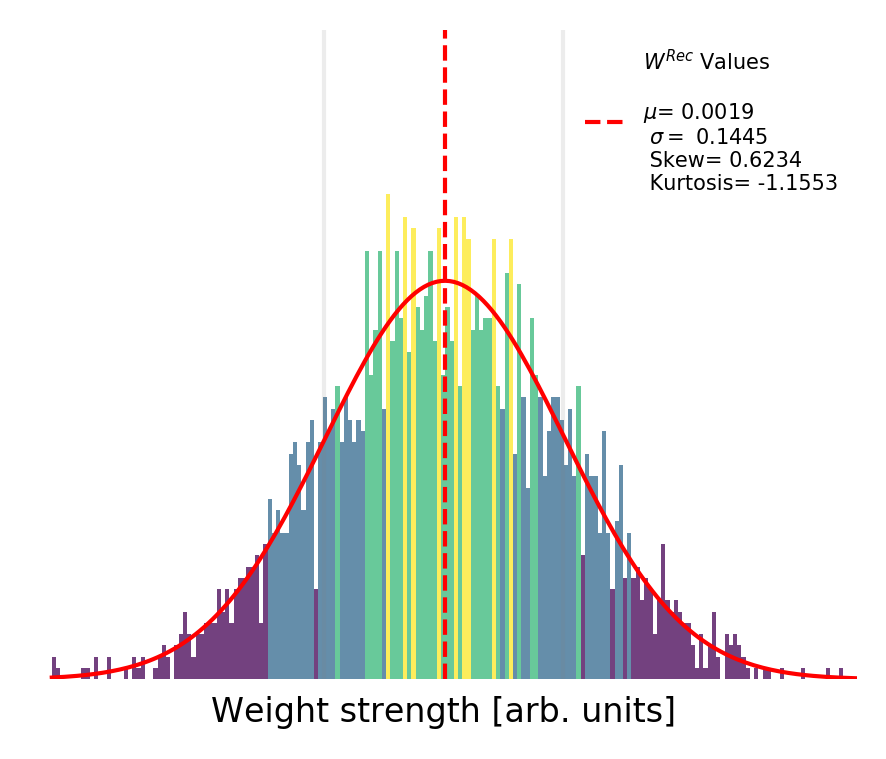 W^{Rec} Values
μ= 0.0019
σ = 0.1445
Skew= 0.6234
Kurtosis= -1.1553
Weight strength [arb. units]